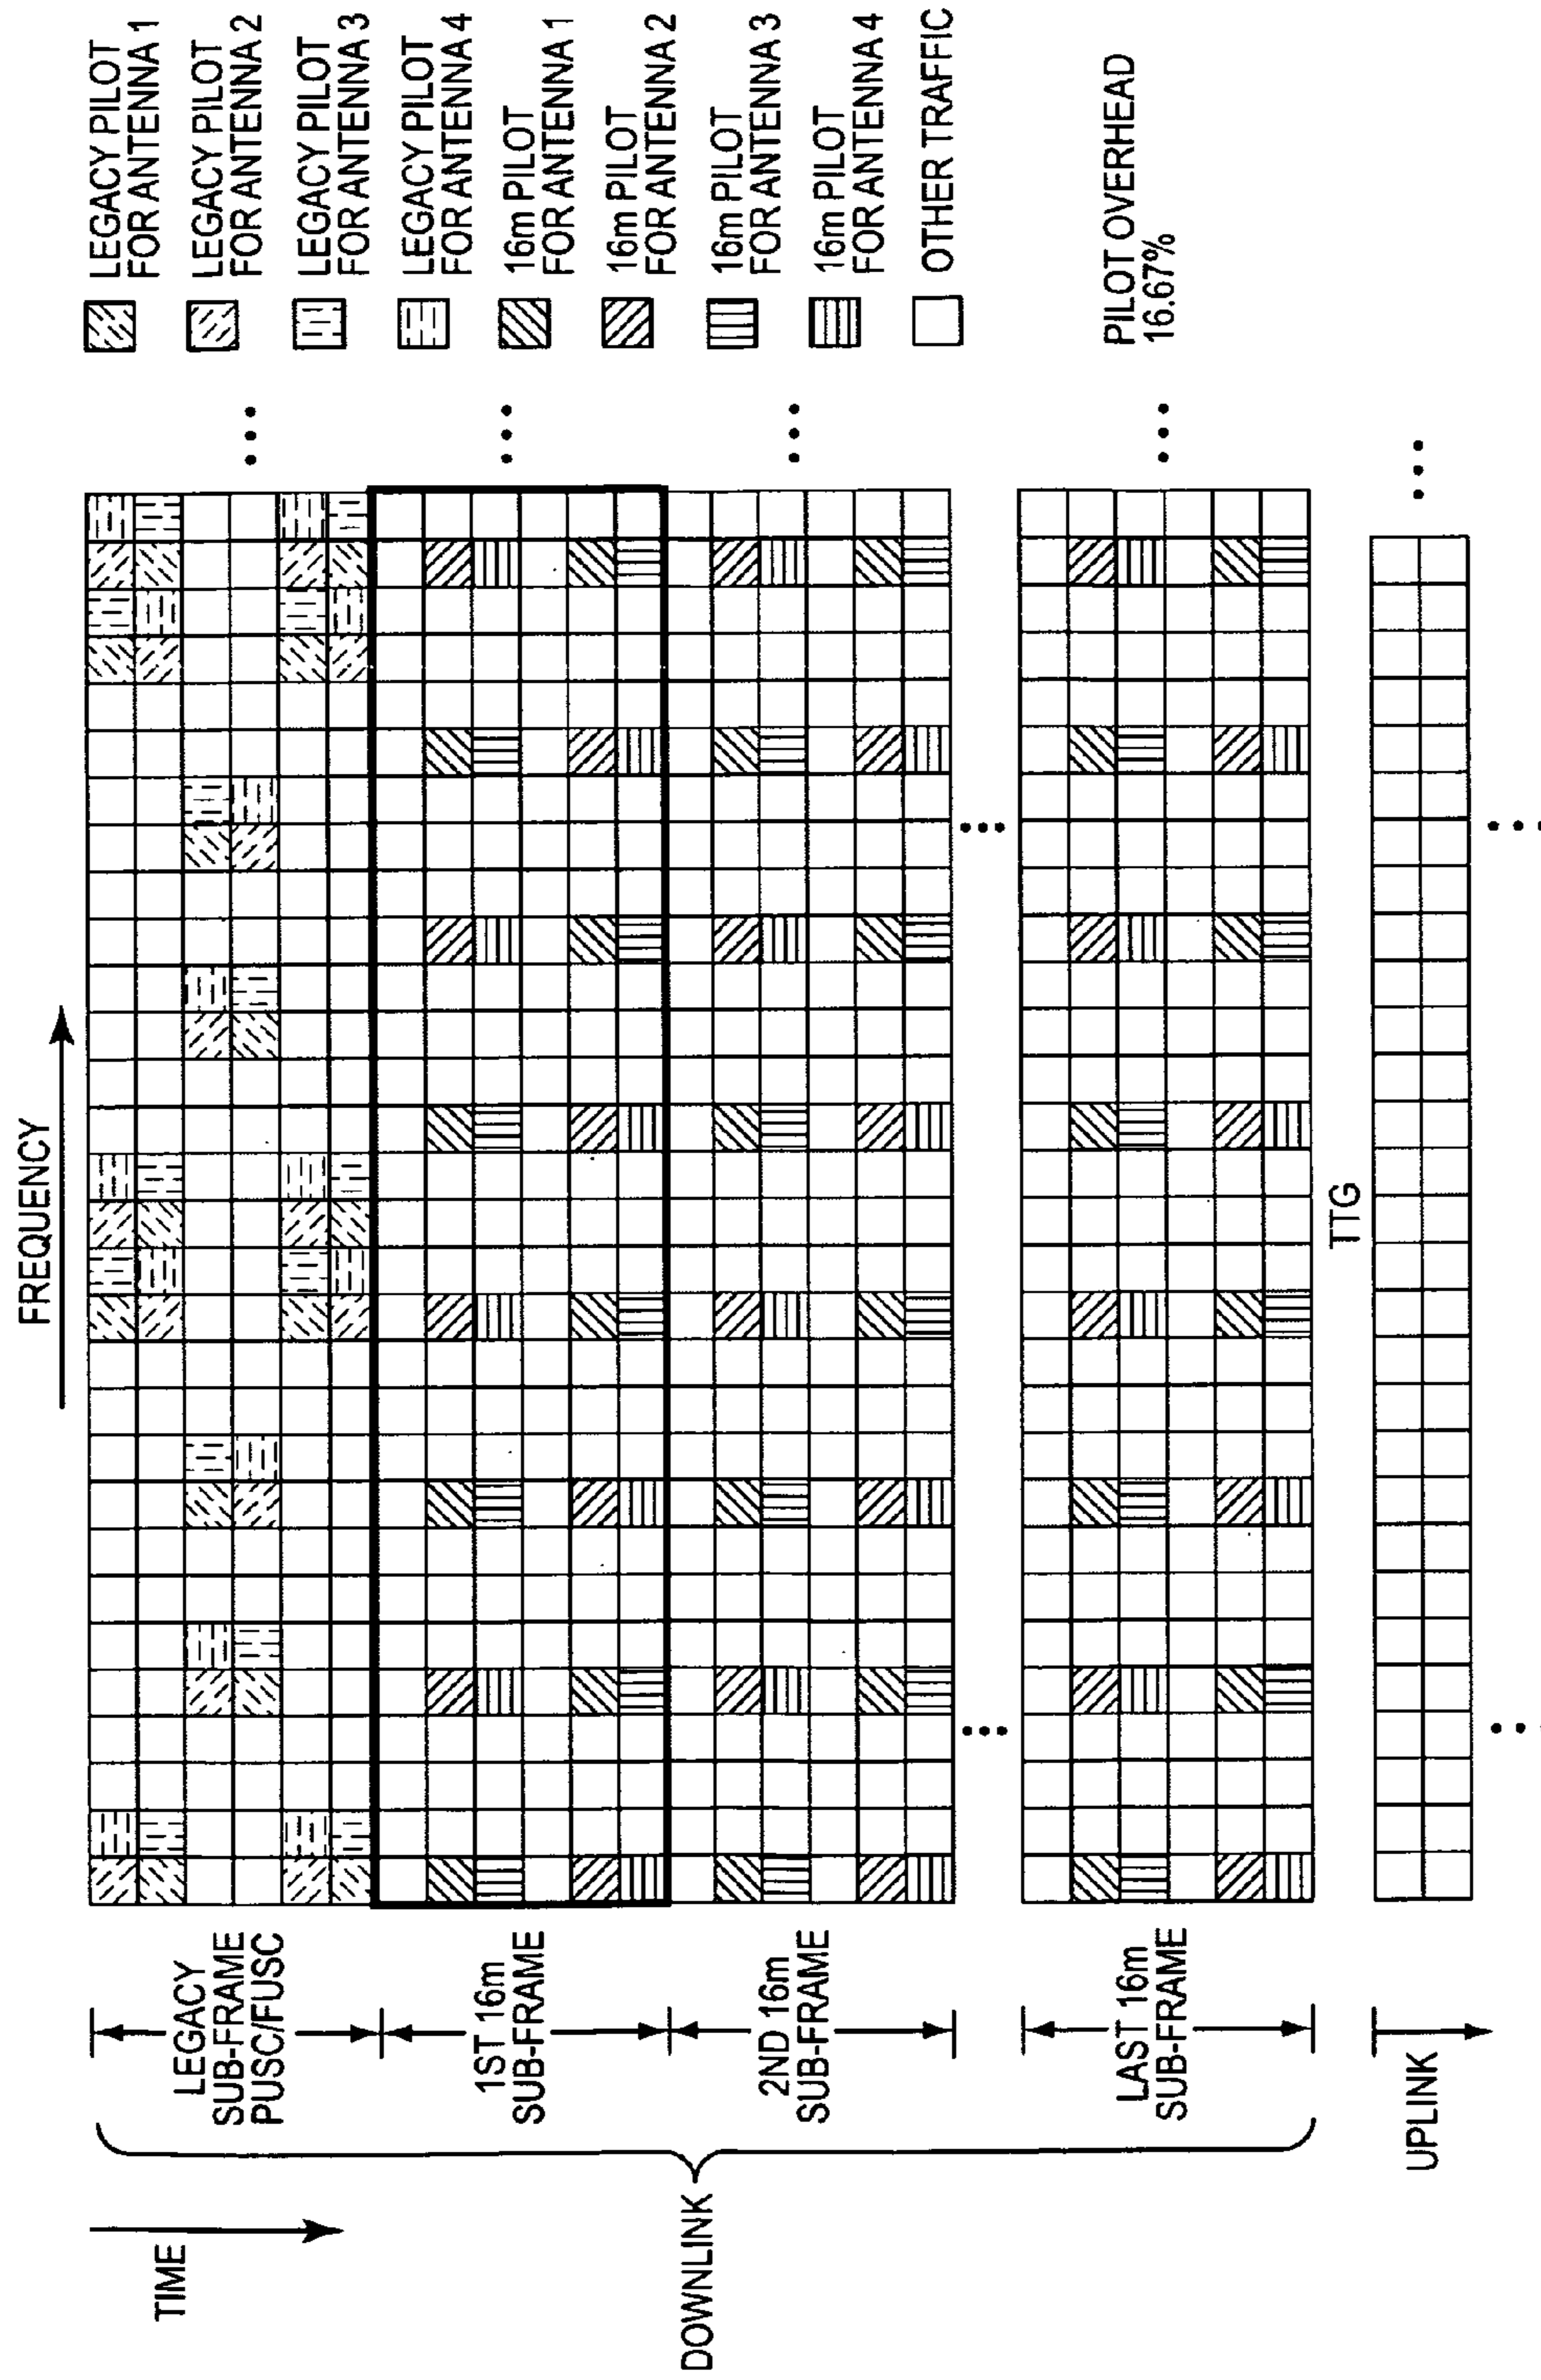 FREQUENCY
TIME
DOWNLINK
LEGACY
SUB-FRAME
PUSC/FUSC
1ST 16m
SUB-FRAME
2ND 16m
SUB-FRAME
LAST 16m
SUB-FRAME
TTG
UPLINK
LEGACY PILOT
FOR ANTENNA 1
LEGACY PILOT
FOR ANTENNA 2
LEGACY PILOT
FOR ANTENNA 3
LEGACY PILOT
FOR ANTENNA 4
16m PILOT
FOR ANTENNA 1
16m PILOT
FOR ANTENNA 2
16m PILOT
FOR ANTENNA 3
16m PILOT
FOR ANTENNA 4
OTHER TRAFFIC
PILOT OVERHEAD
16.67%